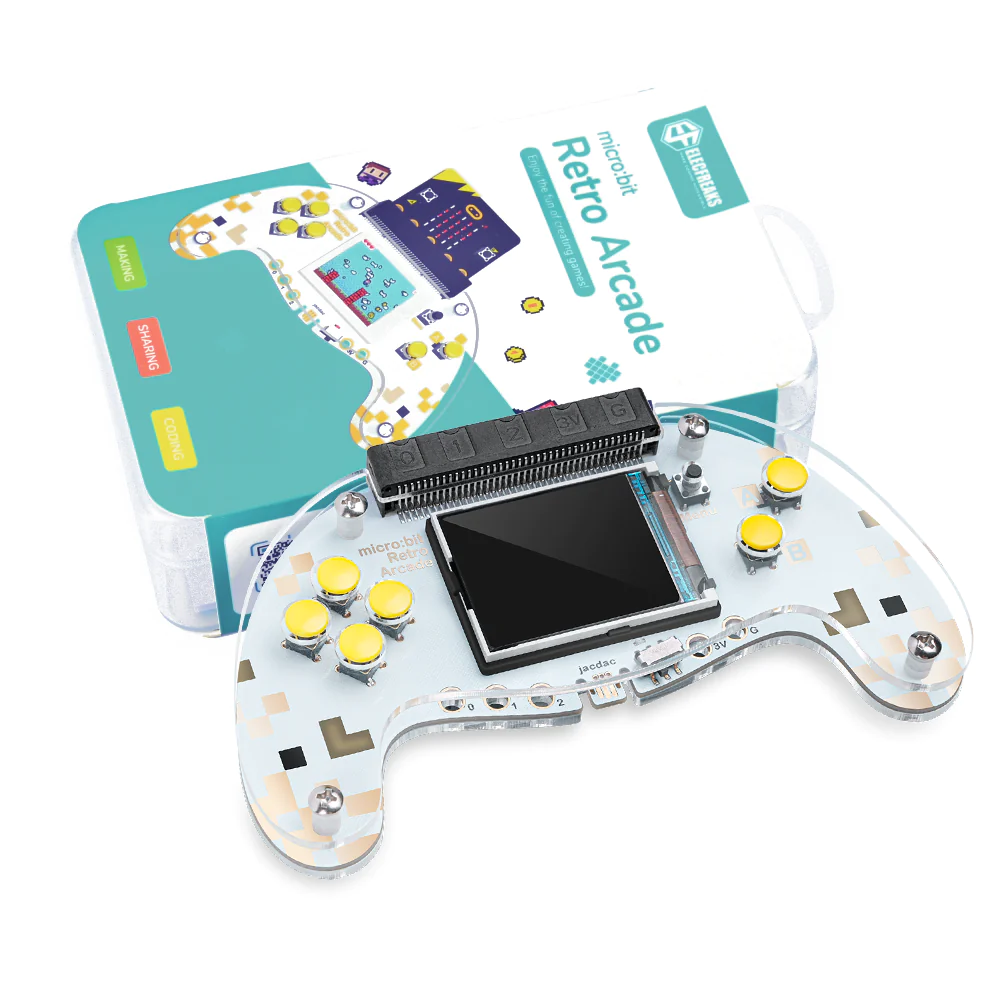 ELECFREAKS
micro:bit
Retro Arcade
Enjoy the fun of creating games!
MAKING
SHARING
CODING
0
1
2
3V
G
micro:bit
Retro
Arcade
A
B
jacdac
0
1
2
3V
G